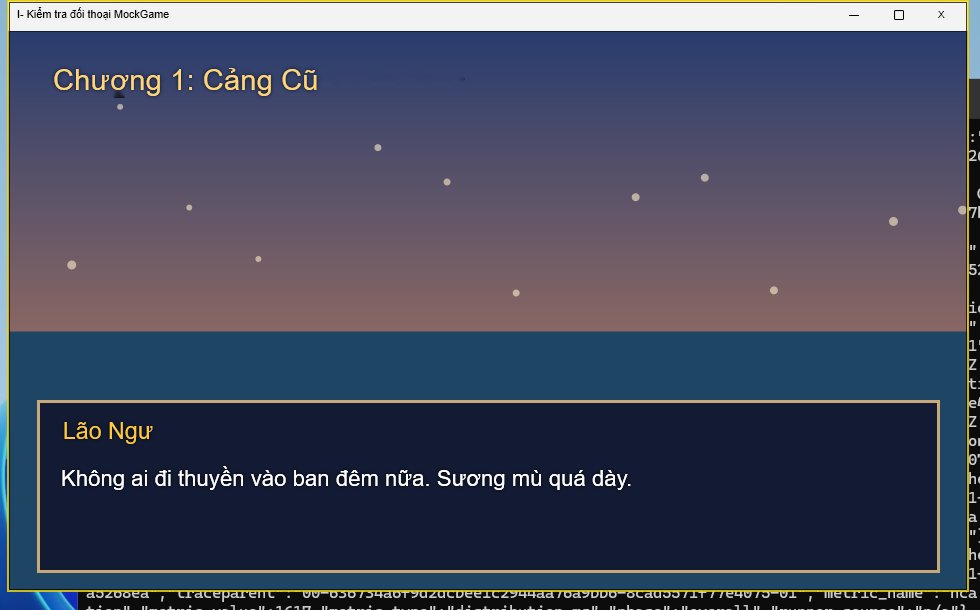 I- Kiểm tra đối thoại MockGame
Chương 1: Cảng Cũ
Lão Ngư
Không ai đi thuyền vào ban đêm nữa. Sương mù quá dày.